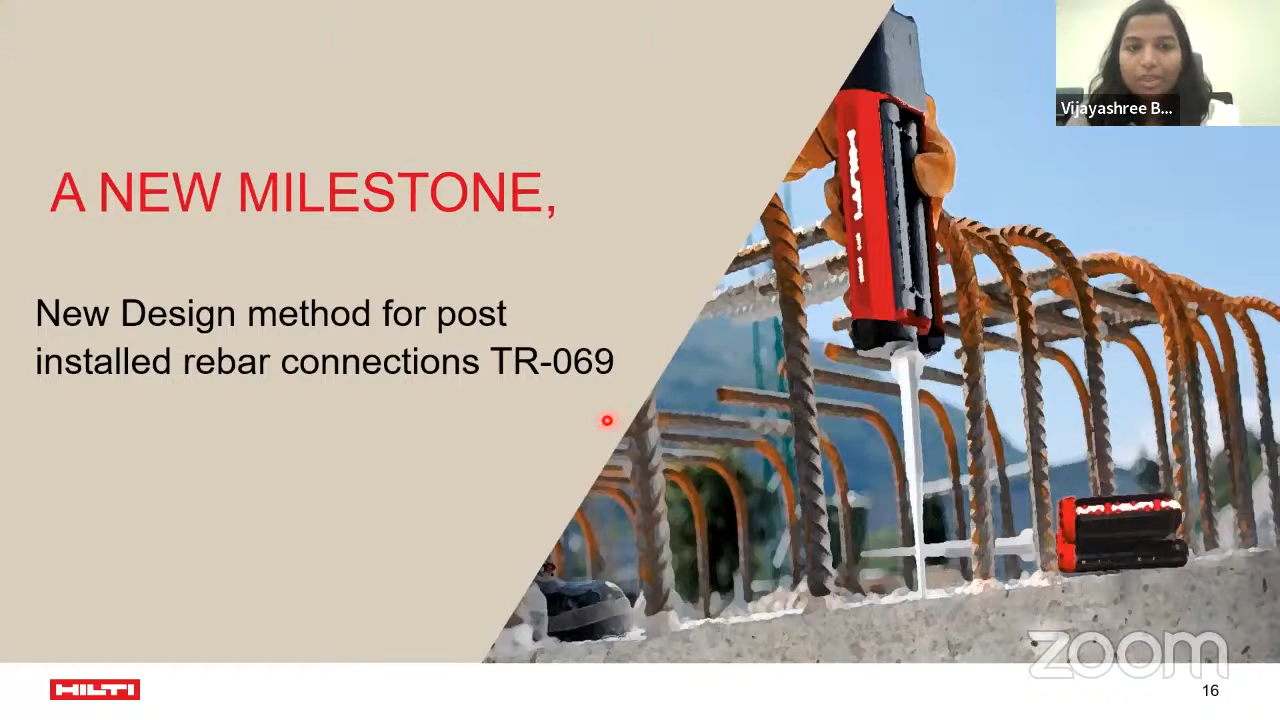 Vijayashree B...
A NEW MILESTONE,
New Design method for post
installed rebar connections TR-069
zoom
HILTI
16